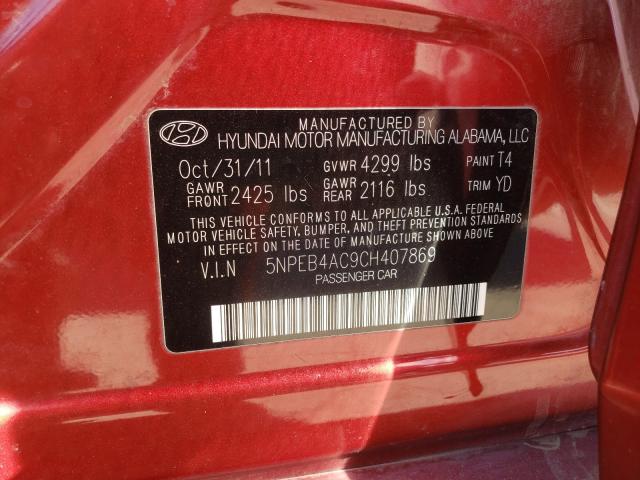 MANUFACTURED BY
HYUNDAI MOTOR MANUFACTURING ALABAMA, LLC
Oct/31/11 GVWR 4299 lbs PAINT T4
GAWR FRONT 2425 lbs GAWR REAR 2116 lbs TRIM YD
THIS VEHICLE CONFORMS TO ALL APPLICABLE U.S.A. FEDERAL
MOTOR VEHICLE SAFETY, BUMPER, AND THEFT PREVENTION STANDARDS
IN EFFECT ON THE DATE OF MANUFACTURE SHOWN ABOVE.
V.I.N 5NPEB4AC9CH407869
PASSENGER CAR